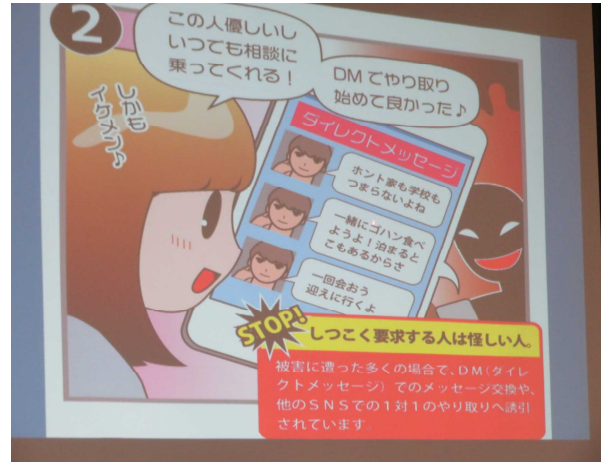 2
この人優しいし
いつても相談に
乗ってくれる!
DMでやり取り
始めて良かった♪
しかも
イケメン♪
ダイレクトメッセージ
ホント家も学校も
つまらないよね
一緒にゴハン食べ
ようよ!泊まると
こもあるからさ
一回会おう
迎えに行くよ
STOP!
しつこく要求する人は怪しい人。
被害に遭った多くの場合で、DM(ダイレ
クトメッセージ)でのメッセージ交換や、
他のSNSでの1対1のやり取りへ誘引
されています。